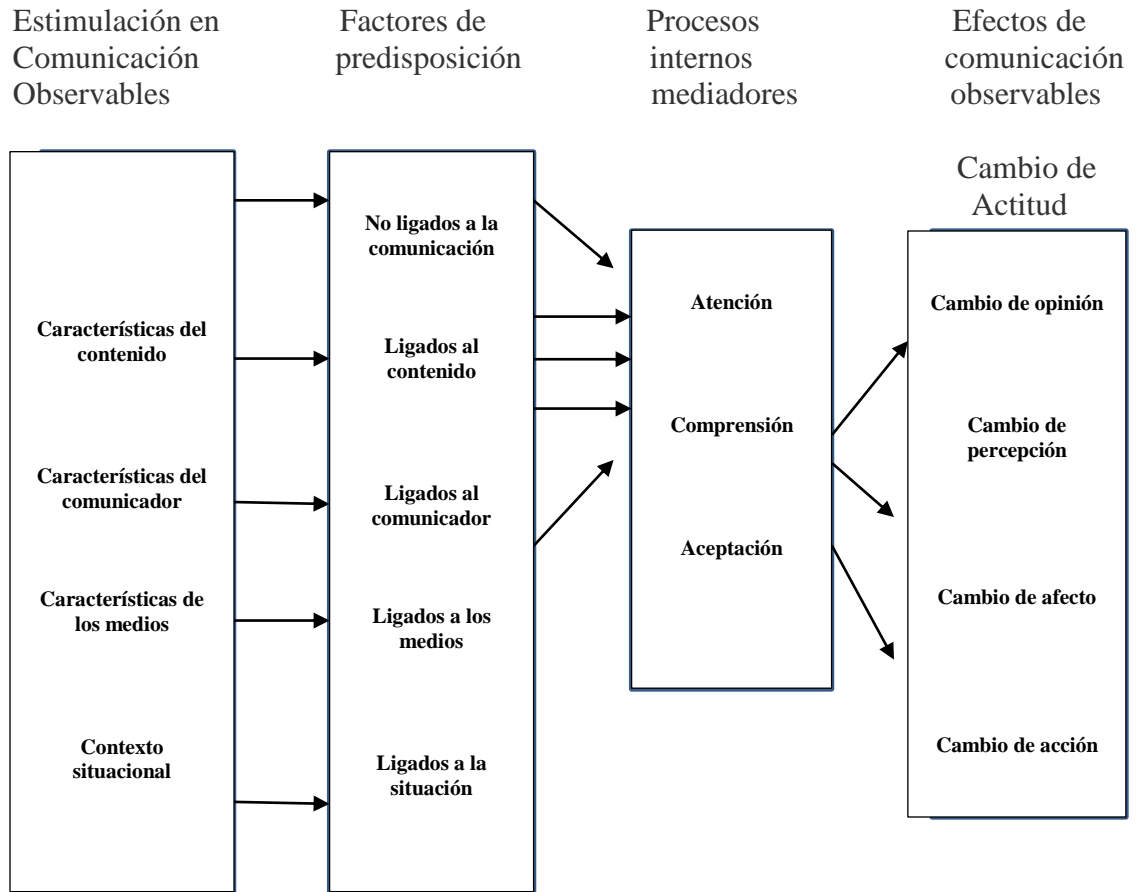 Estimulación en
Comunicación
Observables
Factores de
predisposición
Procesos
internos
mediadores
Efectos de
comunicación
observables
Cambio de
Actitud
Características del
contenido
Características del
comunicador
Características de
los medios
Contexto
situacional
No ligados a la
comunicación
Ligados al
contenido
Ligados al
comunicador
Ligados a los
medios
Ligados a la
situación
Atención
Comprensión
Aceptación
Cambio de opinión
Cambio de
percepción
Cambio de afecto
Cambio de acción